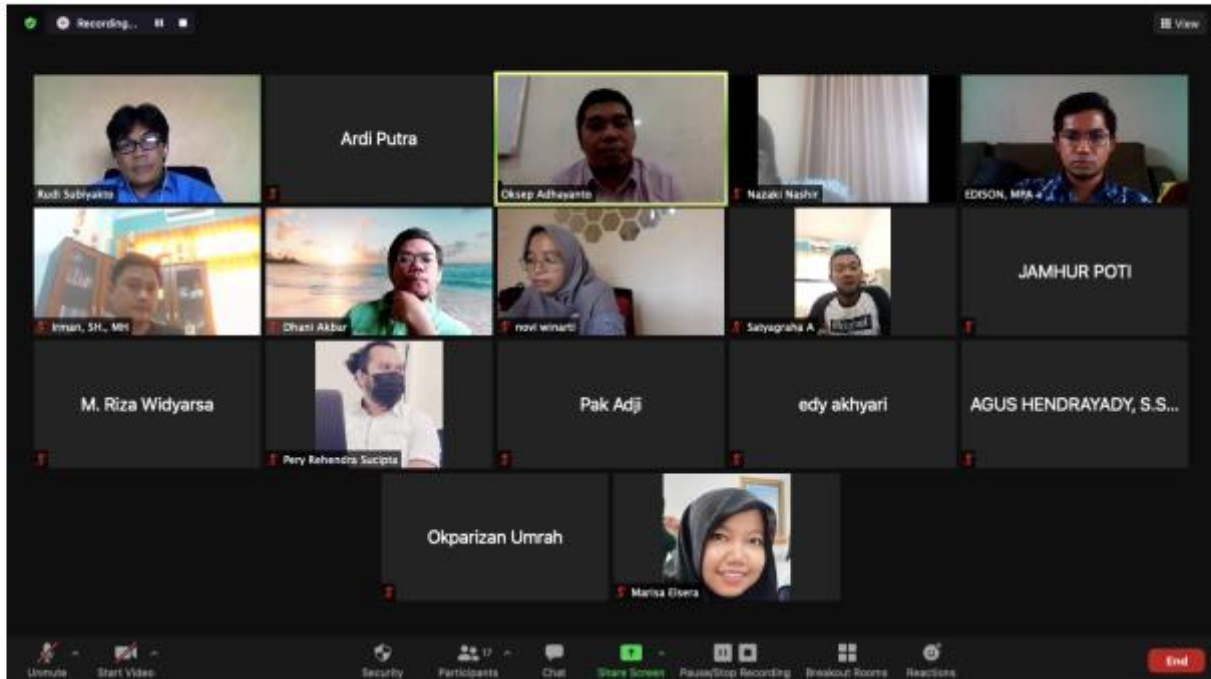 Recording...
View
Rudi Subiyakto
Ardi Putra
Oksep Adhayanto
Nazaki Nashir
EDISON, MPA
Irman, SH., MH
Dhani Akbar
novi winarti
Satyagraha A
JAMHUR POTI
M. Riza Widyarsa
Pery Rehendra Sucipta
Pak Adji
edy akhyari
AGUS HENDRAYADY, S.S...
Okparizan Umrah
Marisa Elsera
Unmute
Start Video
Security
Participants
17
Chat
Share Screen
Pause/Stop Recording
Breakout Rooms
Reactions
End